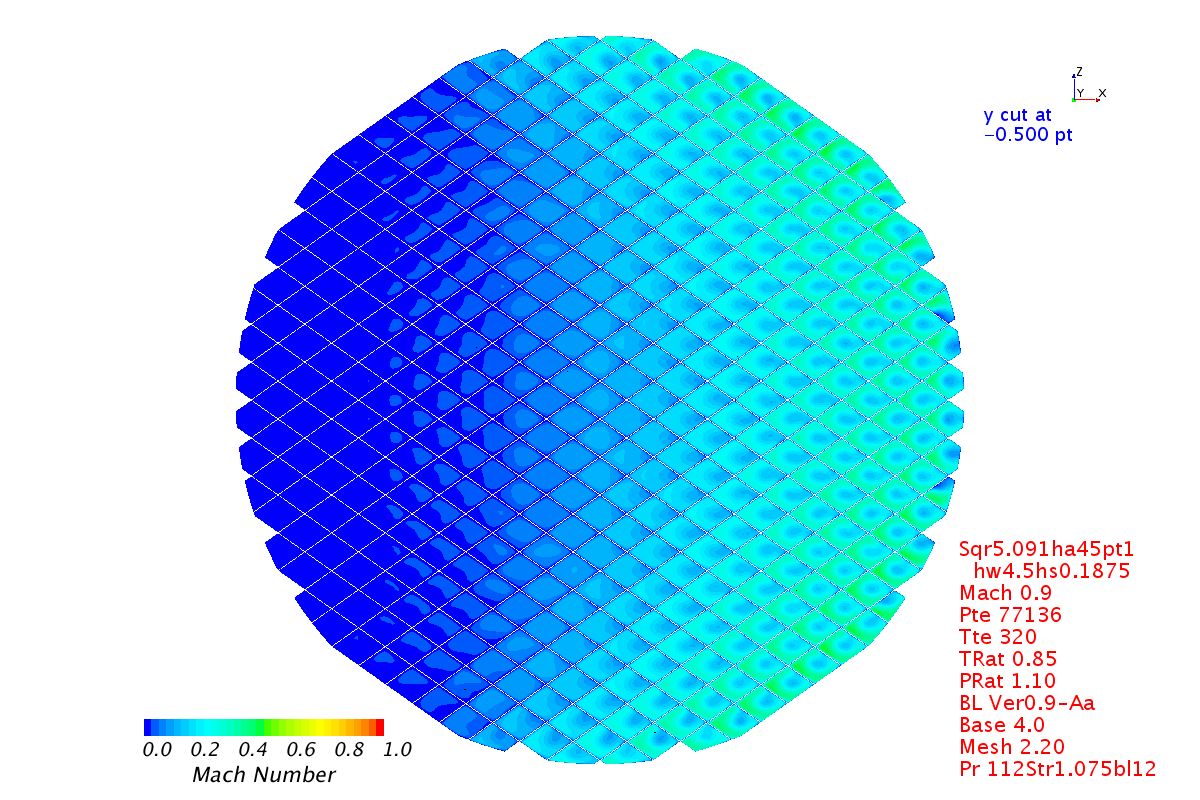 Z
Y X
y cut at
−0.500 pt
Sqr5.091ha45pt1
hw4.5hs0.1875
Mach 0.9
Pte 77136
Tte 320
TRat 0.85
PRat 1.10
BL Ver0.9−Aa
Base 4.0
Mesh 2.20
Pr 112Str1.075bl12
0.0 0.2 0.4 0.6 0.8 1.0
Mach Number